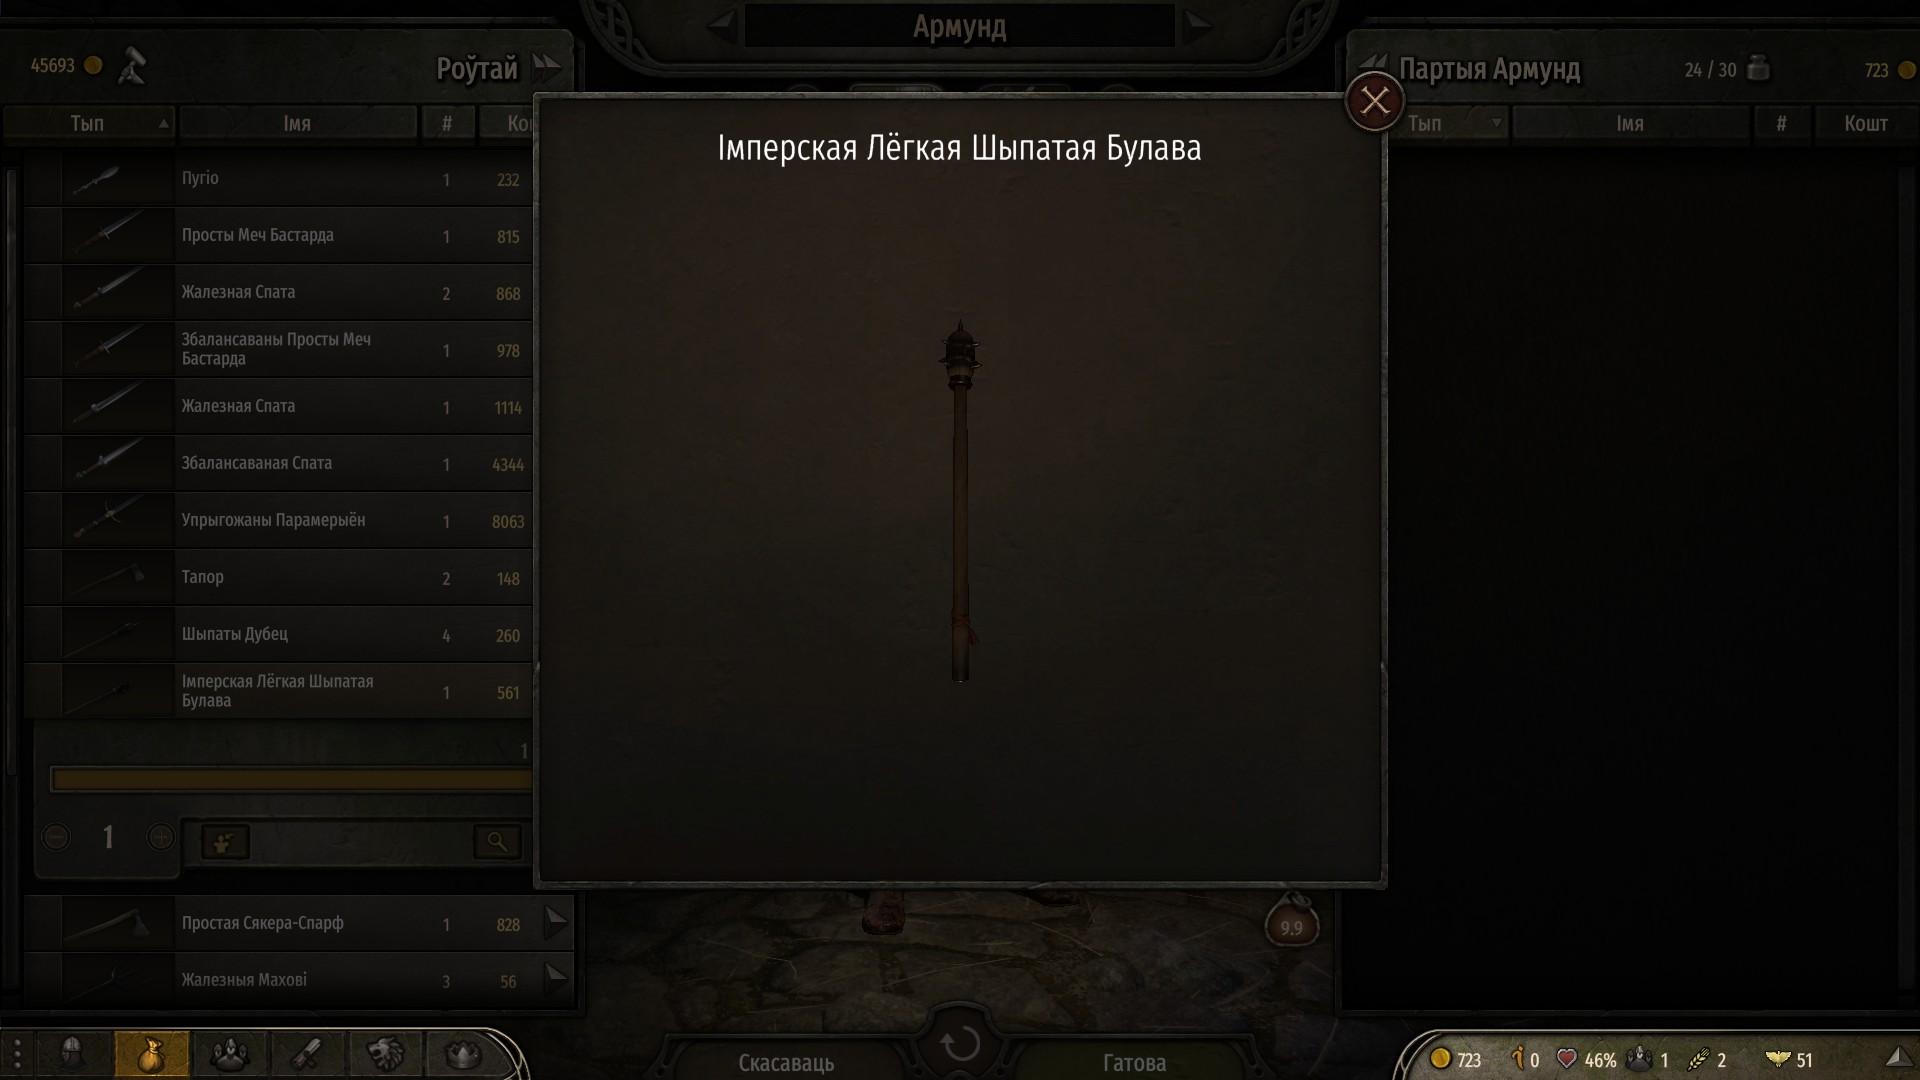 Армунд
45693
Роўтай
Партыя Армунд
24 / 30
723
Тып
Імя
#
Тып
Імя
#
Кошт
Імперская Лёгкая Шыпатая Булава
Пугіо 1 232
Просты Меч Бастарда 1 815
Жалезная Спата 2 868
Збалансаваны Просты Меч
Бастарда 1 978
Жалезная Спата 1 1114
Збалансаваная Спата 1 4344
Упрыгожаны Парамерыён 1 8063
Тапор 2 148
Шыпаты Дубец 4 260
Імперская Лёгкая Шыпатая
Булава 1 561
1
1
Простая Сякера-Спарф 1 828
Жалезныя Махові 3 56
9.9
Скасаваць
Гатова
723 0 46% 1 2 51